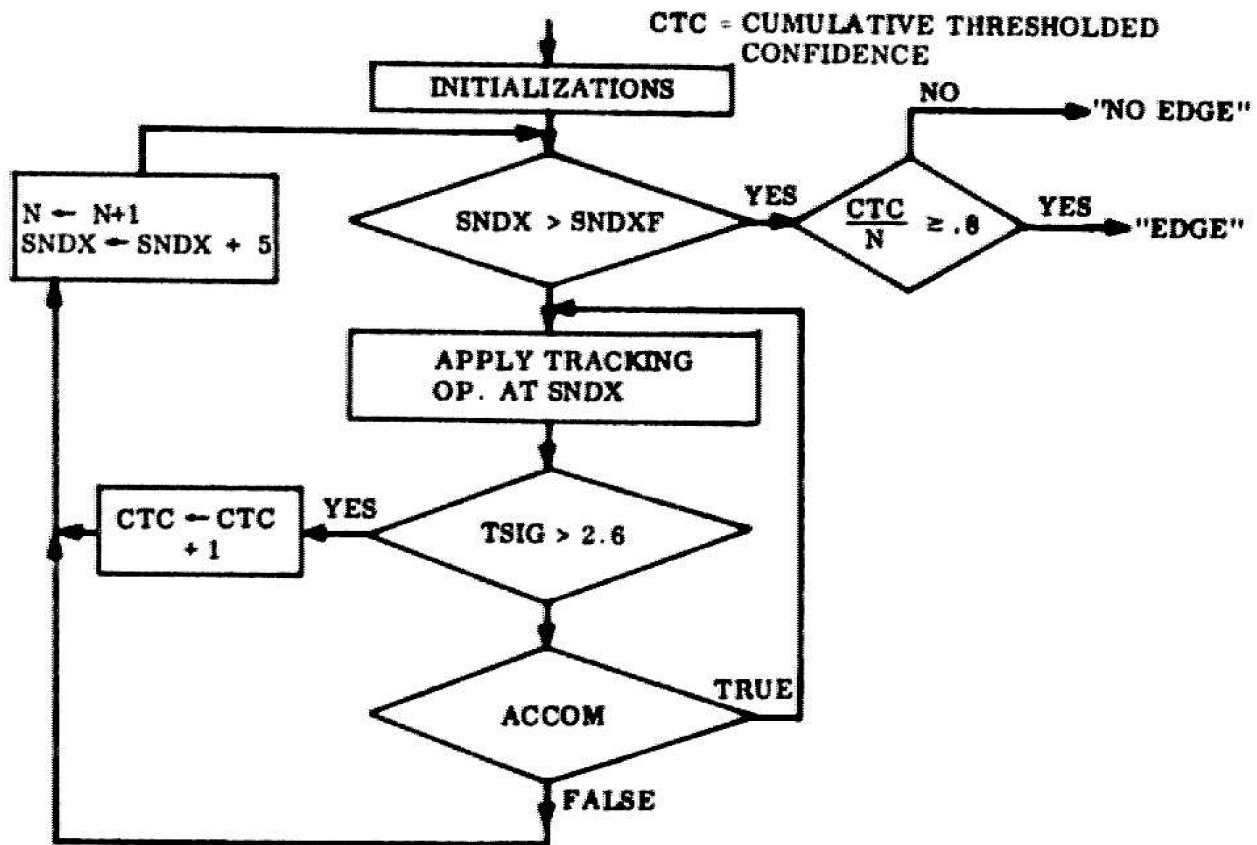 CTC = CUMULATIVE THRESHOLDED
CONFIDENCE
INITIALIZATIONS
NO
"NO EDGE"
N ← N+1
SNDX ← SNDX + 5
SNDX > SNDXF
YES
CTC
N
≥ .8
YES
"EDGE"
APPLY TRACKING
OP. AT SNDX
CTC ← CTC
+ 1
YES
TSIG > 2.6
ACCOM
TRUE
FALSE